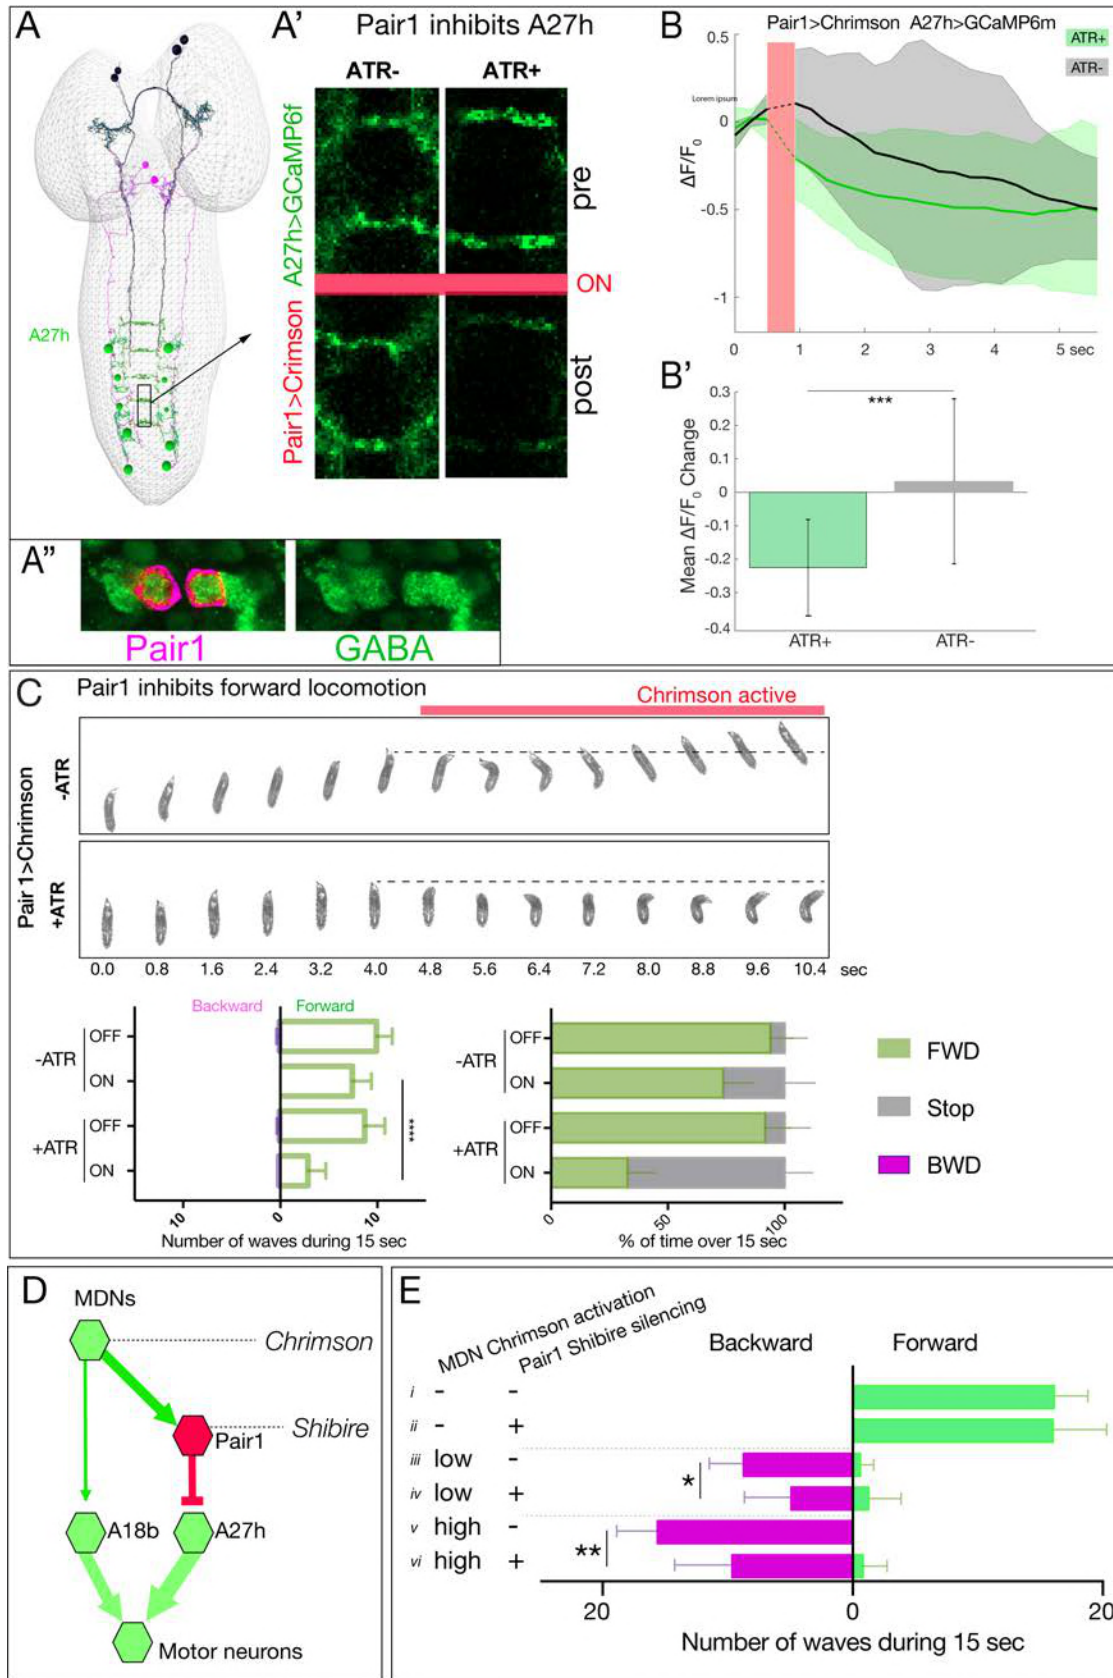 A
A27h
A'
Pair1 inhibits A27h
ATR-
ATR+
A27h>GCaMP6f
pre
ON
Pair1>Crimson
post
A"
Pair1
GABA
B
Pair1>Chrimson A27h>GCaMP6m
ATR+
ATR-
Lorem ipsum
0.5
0
-0.5
-1
ΔF/F0
0
1
2
3
4
5 sec
B'
***
0.3
0.2
0.1
0
-0.1
-0.2
-0.3
-0.4
Mean ΔF/F0 Change
ATR+
ATR-
C
Pair1 inhibits forward locomotion
Chrimson active
Pair 1>Chrimson
-ATR
+ATR
0.0 0.8 1.6 2.4 3.2 4.0 4.8 5.6 6.4 7.2 8.0 8.8 9.6 10.4 sec
Backward
Forward
-ATR
OFF
ON
+ATR
OFF
ON
****
10 0 10
Number of waves during 15 sec
-ATR
OFF
ON
+ATR
OFF
ON
0 50 100
% of time over 15 sec
FWD
Stop
BWD
D
MDNs
Chrimson
Shibire
Pair1
A18b
A27h
Motor neurons
E
MDN Chrimson activation
Pair1 Shibire silencing
Backward
Forward
i - -
ii - +
iii low -
iv low +
v high -
vi high +
*
**
20 0 20
Number of waves during 15 sec